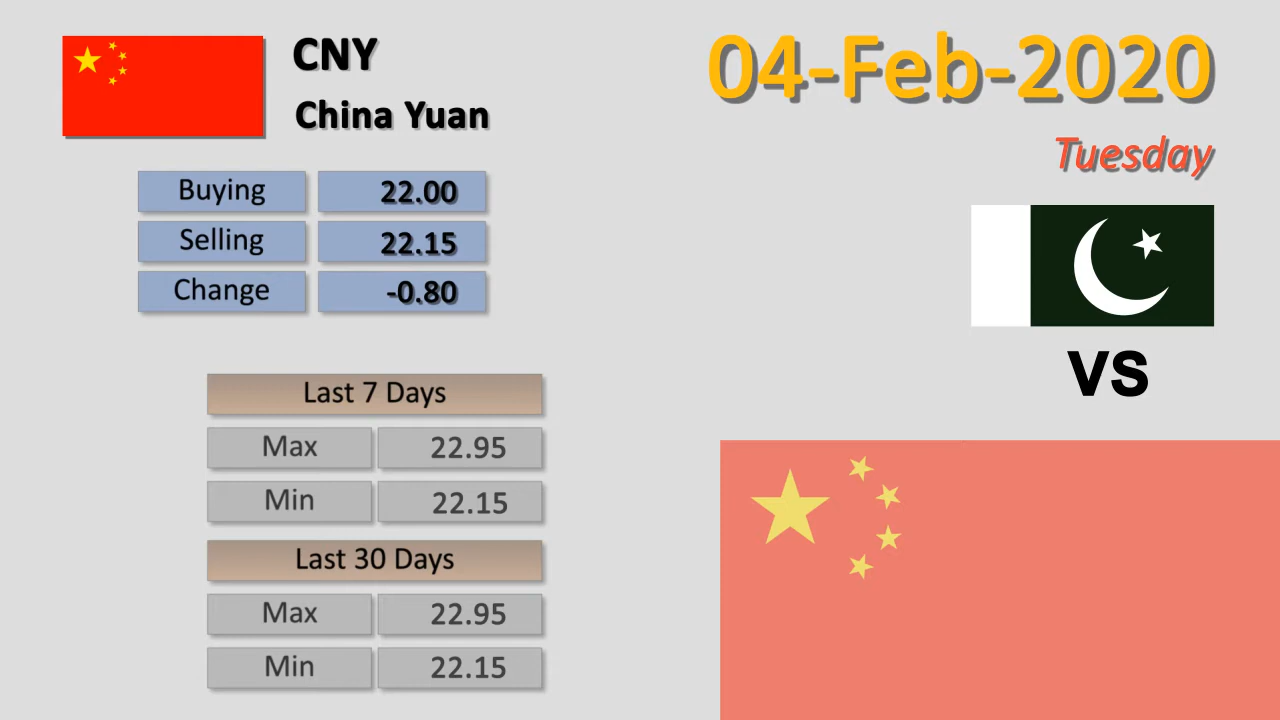 CNY
China Yuan
04-Feb-2020
Tuesday
Buying 22.00
Selling 22.15
Change -0.80
VS
Last 7 Days
Max 22.95
Min 22.15
Last 30 Days
Max 22.95
Min 22.15